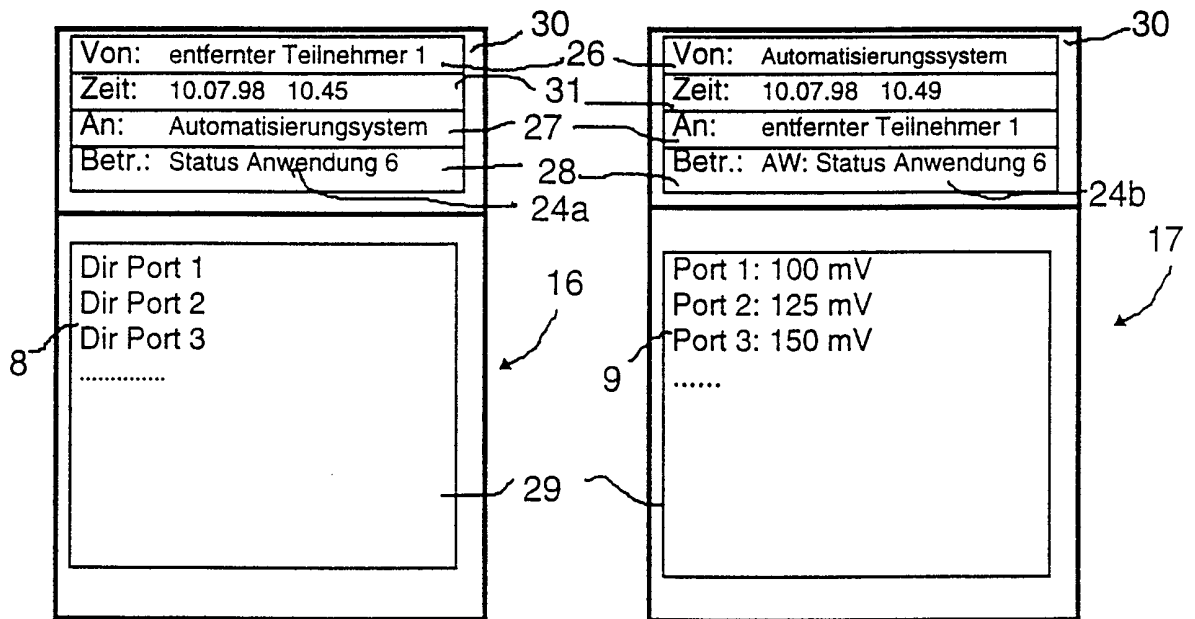 30
Von: entfernter Teilnehmer 1
Zeit: 10.07.98 10.45
An: Automatisierungsystem
Betr.: Status Anwendung 6
24a
Dir Port 1
Dir Port 2
Dir Port 3
..............
8
16
26
31
27
28
29
30
Von: Automatisierungssystem
Zeit: 10.07.98 10.49
An: entfernter Teilnehmer 1
Betr.: AW: Status Anwendung 6
24b
Port 1: 100 mV
Port 2: 125 mV
Port 3: 150 mV
......
9
17